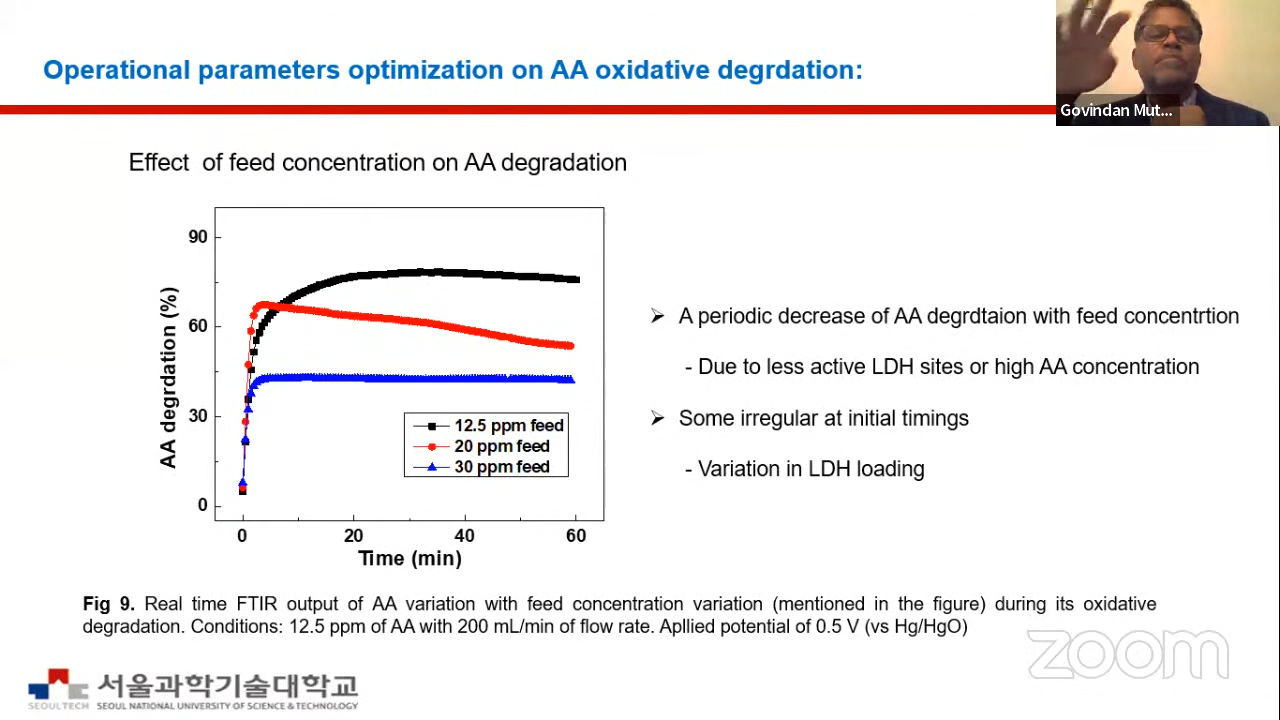 Operational parameters optimization on AA oxidative degrdation:
Govindan Mut...
Effect of feed concentration on AA degradation
90
60
30
0
AA degrdation (%)
12.5 ppm feed
20 ppm feed
30 ppm feed
0 20 40 60
Time (min)
A periodic decrease of AA degrdtaion with feed concentrtion
- Due to less active LDH sites or high AA concentration
Some irregular at initial timings
- Variation in LDH loading
Fig 9. Real time FTIR output of AA variation with feed concentration variation (mentioned in the figure) during its oxidative
degradation. Conditions: 12.5 ppm of AA with 200 mL/min of flow rate. Apllied potential of 0.5 V (vs Hg/HgO)
zoom
서울과학기술대학교
SEOULTECH SEOUL NATIONAL UNIVERSITY OF SCIENCE & TECHNOLOGY